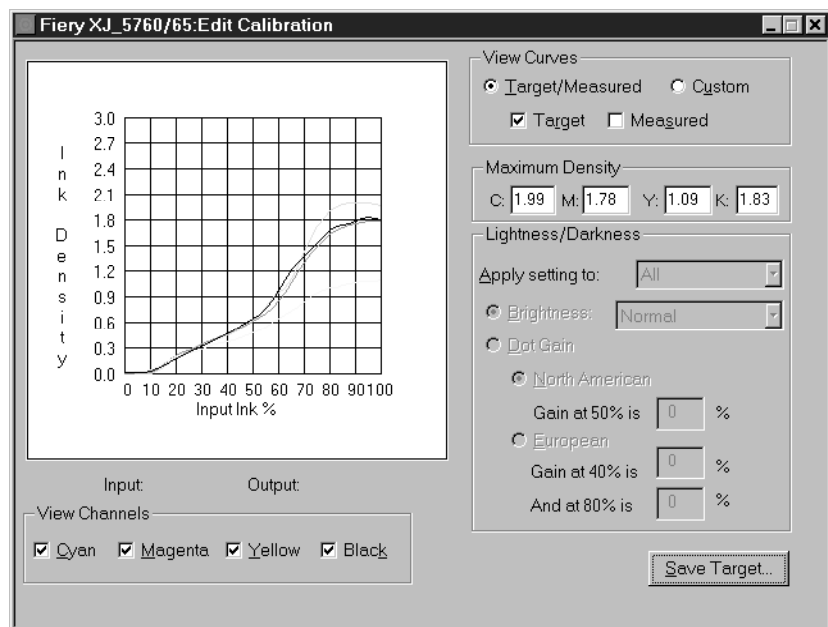 Fiery XJ_5760/65:Edit Calibration
Ink Density
3.0
2.7
2.4
2.1
1.8
1.5
1.2
0.9
0.6
0.3
0.0
0 10 20 30 40 50 60 70 80 90 100
Input Ink %
Input: Output:
View Channels
Cyan Magenta Yellow Black
View Curves
Target/Measured Custom
Target Measured
Maximum Density
C: 1.99 M: 1.78 Y: 1.09 K: 1.83
Lightness/Darkness
Apply setting to: All
Brightness: Normal
Dot Gain
North American
Gain at 50% is 0 %
European
Gain at 40% is 0 %
And at 80% is 0 %
Save Target...